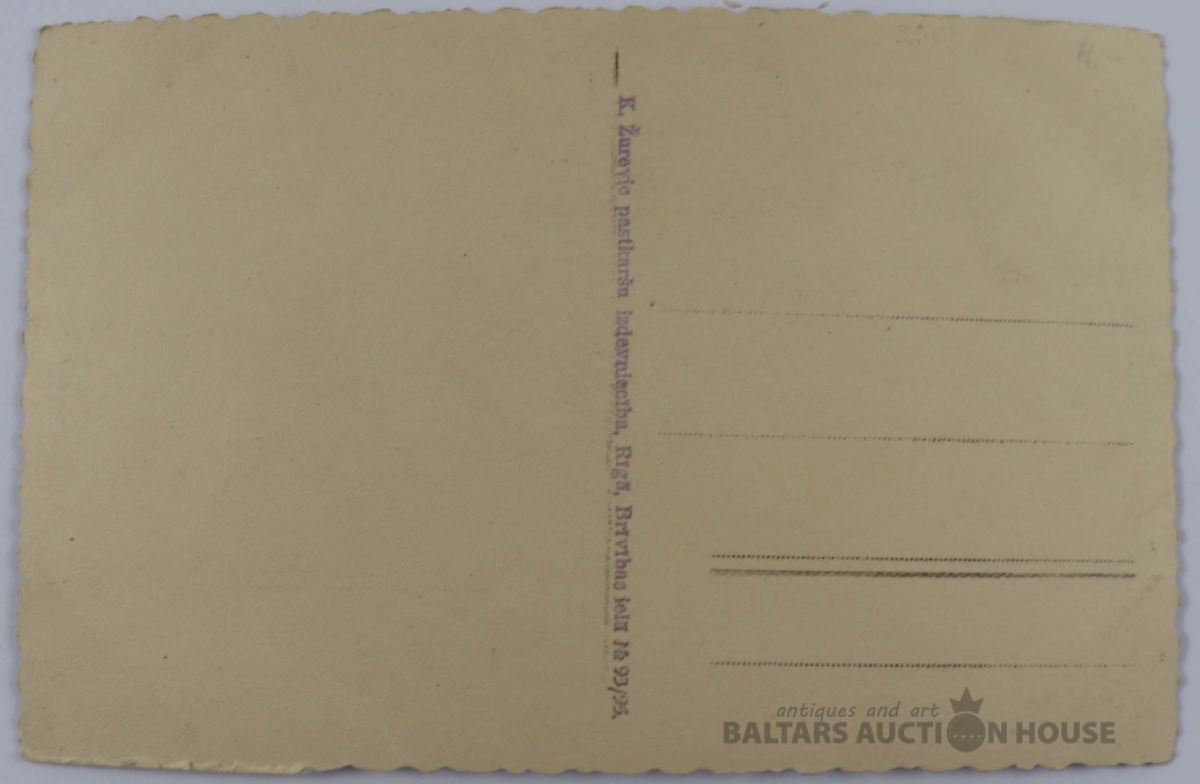 K. Žurevic pastkaršu izdevniecība, Rīgā, Brīvības ielā № 93/95.
4.-
antiques and art
BALTARS AUCTION HOUSE